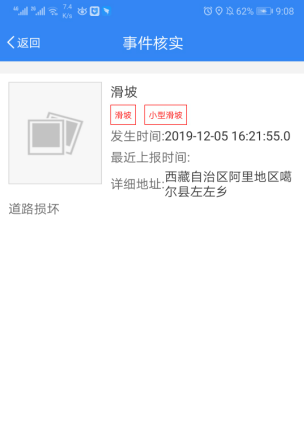 46 26 7.4 K/s 62% 9:08
返回 事件核实
滑坡
滑坡 小型滑坡
发生时间:2019-12-05 16:21:55.0
最近上报时间:
详细地址:西藏自治区阿里地区噶
尔县左左乡
道路损坏